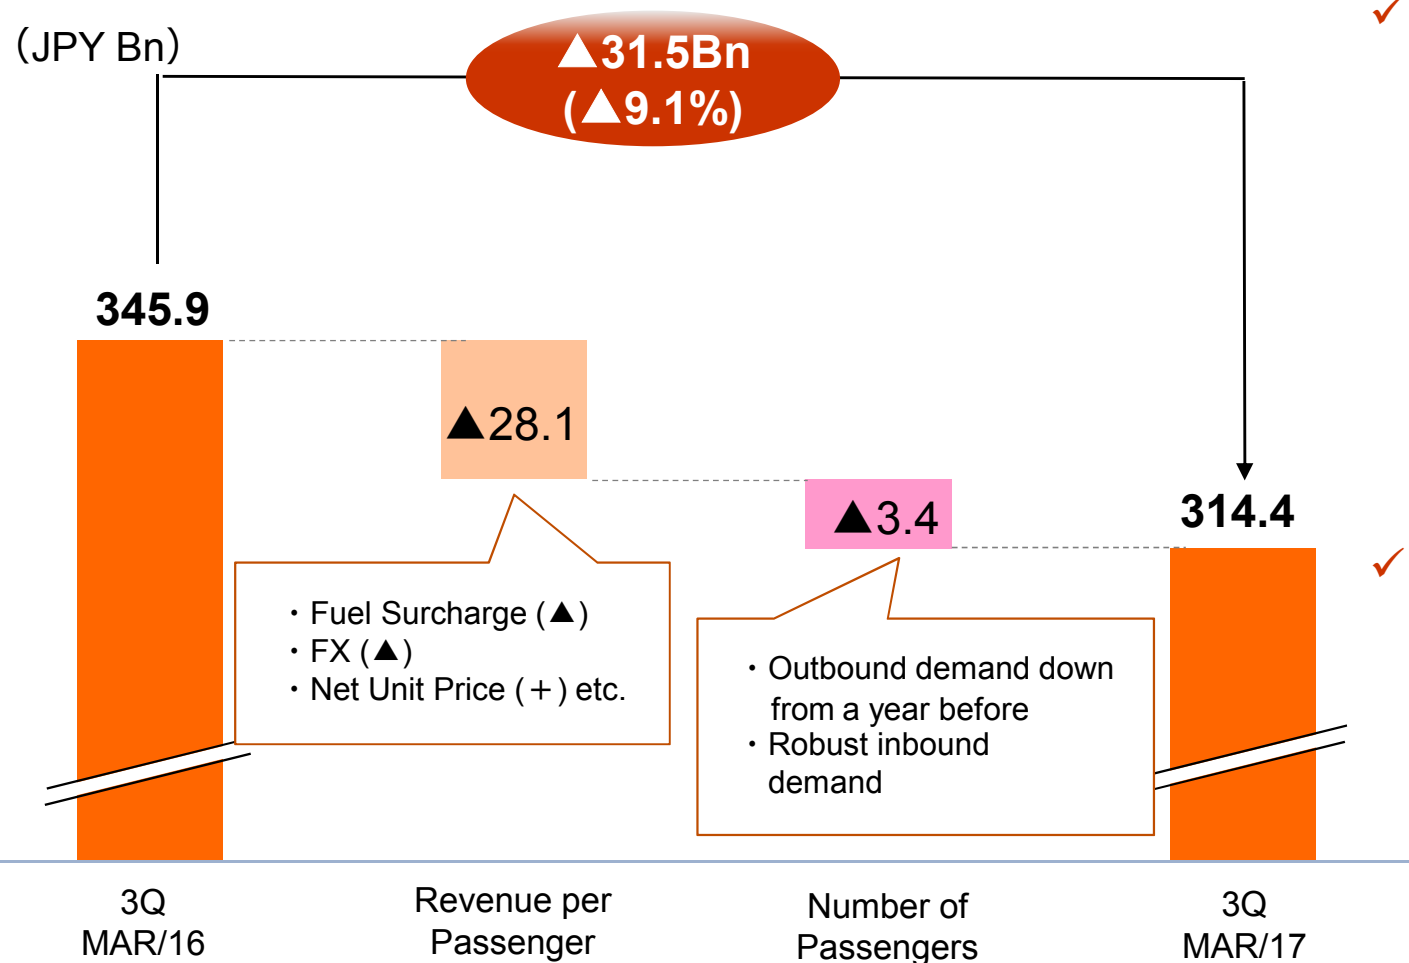 （JPY Bn）
▲31.5Bn
(▲9.1%)
345.9
▲28.1
▲3.4
314.4
・Fuel Surcharge (▲)
・FX (▲)
・Net Unit Price (＋) etc.
・Outbound demand down
from a year before
・Robust inbound
demand
3Q
MAR/16
Revenue per
Passenger
Number of
Passengers
3Q
MAR/17